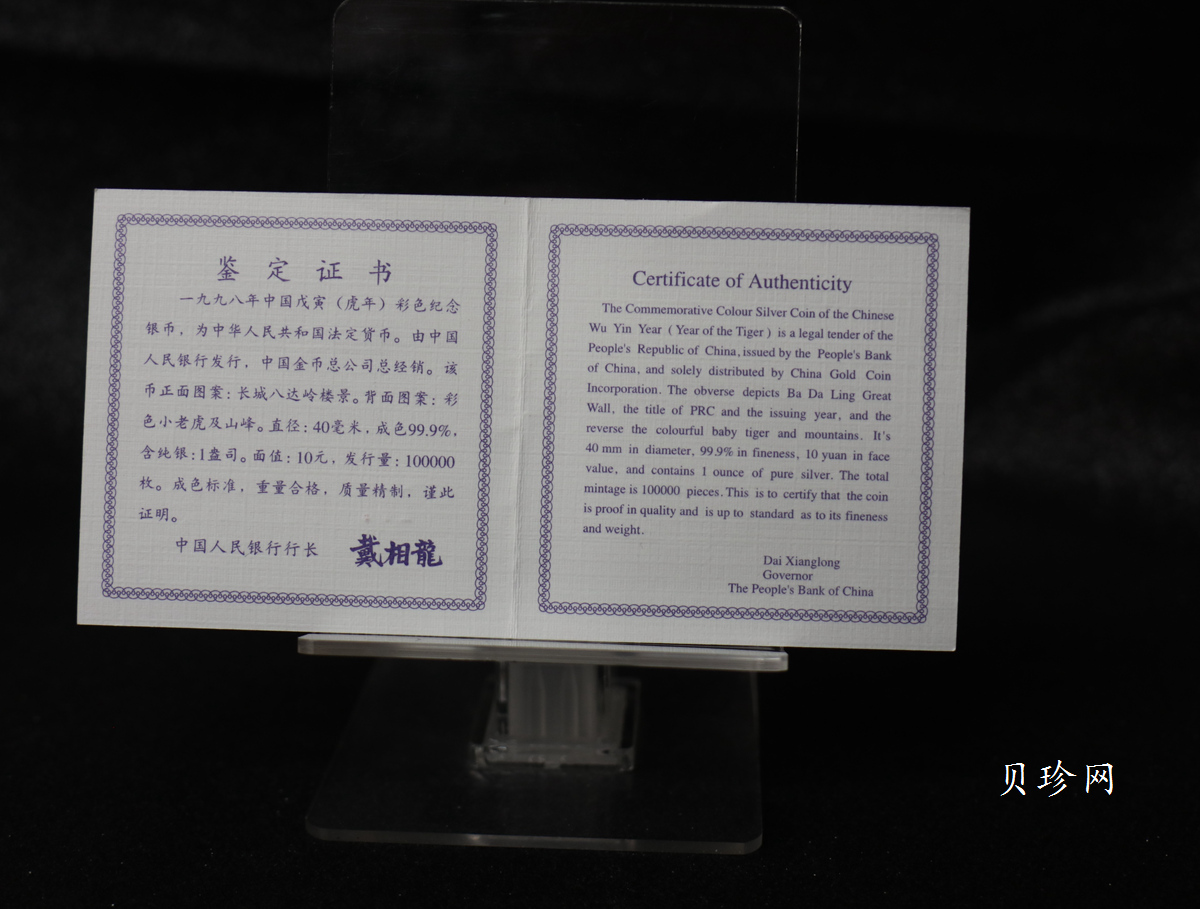 鉴定证书
一九九八年中国戊寅（虎年）彩色纪念
银币，为中华人民共和国法定货币。由中国
人民银行发行，中国金币总公司总经销。该
币正面图案：长城八达岭楼景。背面图案：彩
色小老虎及山峰。直径：40毫米，成色99.9%，
含纯银：1盎司。面值：10元，发行量：100000
枚。成色标准，重量合格，质量精制，谨此
证明。
中国人民银行行长 戴相龍
Certificate of Authenticity
The Commemorative Colour Silver Coin of the Chinese
Wu Yin Year (Year of the Tiger) is a legal tender of the
People's Republic of China, issued by the People's Bank
of China, and solely distributed by China Gold Coin
Incorporation. The obverse depicts Ba Da Ling Great
Wall, the title of PRC and the issuing year, and the
reverse the colourful baby tiger and mountains. It's
40 mm in diameter, 99.9% in fineness, 10 yuan in face
value, and contains 1 ounce of pure silver. The total
mintage is 100000 pieces. This is to certify that the coin
is proof in quality and is up to standard as to its fineness
and weight.
Dai Xianglong
Governor
The People's Bank of China
贝珍网